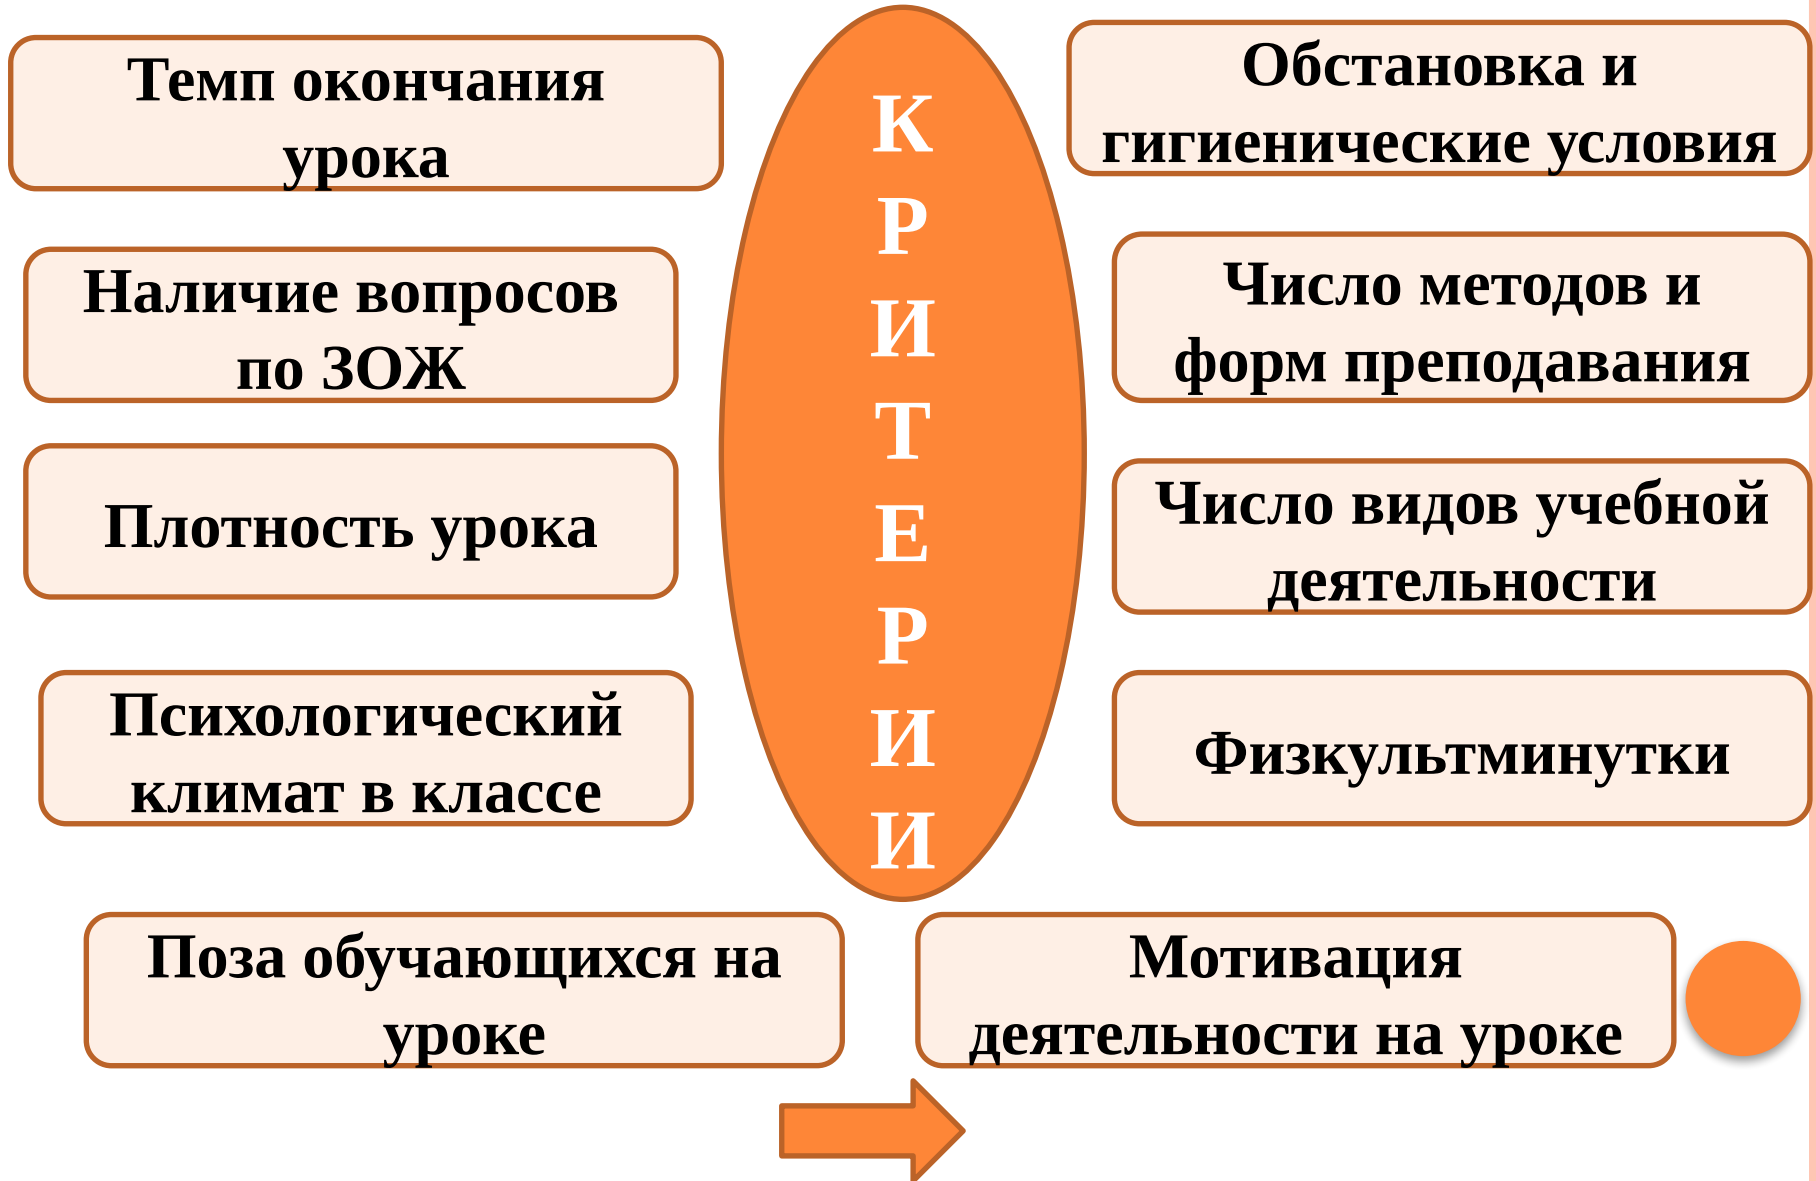 Темп окончания
урока
Наличие вопросов
по ЗОЖ
Плотность урока
Психологический
климат в классе
К
Р
И
Т
Е
Р
И
И
Обстановка и
гигиенические условия
Число методов и
форм преподавания
Число видов учебной
деятельности
Физкультминутки
Поза обучающихся на
уроке
Мотивация
деятельности на уроке